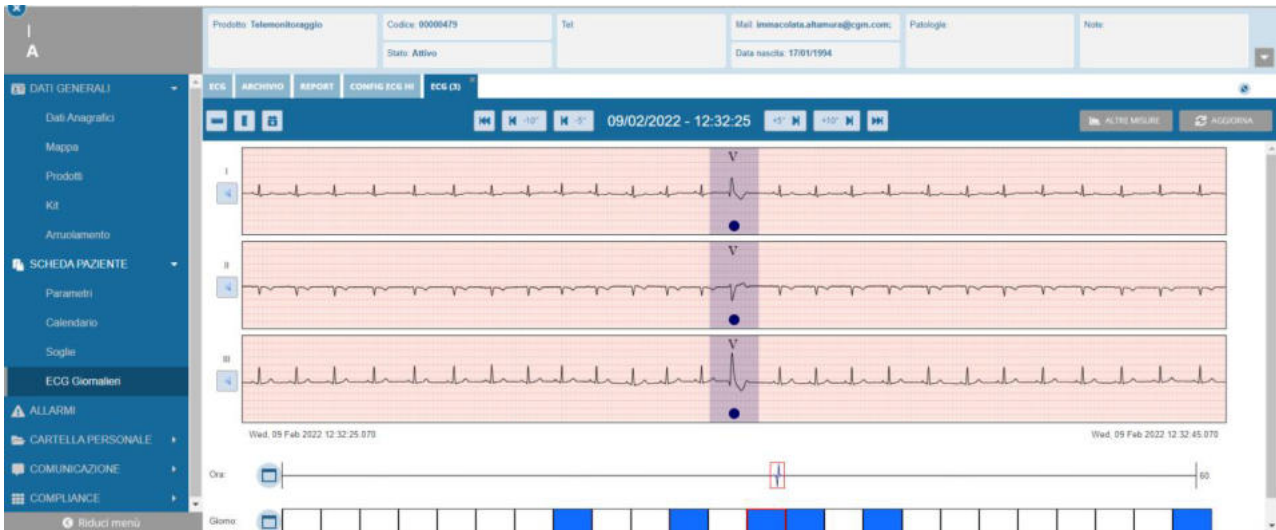 I
A
Prodotto: Telemonitoraggio
Codice: 00000479
Stato: Attivo
Tel:
Mail: immacolata.altamura@cgm.com;
Data nascita: 17/01/1994
Patologie
Note:
DATI GENERALI
Dati Anagrafici
Mappa
Prodotti
Kit
Arruolamento
SCHEDA PAZIENTE
Parametri
Calendario
Soglie
ECG Giornalieri
ALLARMI
CARTELLA PERSONALE
COMUNICAZIONE
COMPLIANCE
Riduci menù
ECG
ARCHIVIO
REPORT
CONFIG ECG HI
ECG (3)
-10"
-5"
09/02/2022 - 12:32:25
+5"
+10"
ALTRE MISURE
AGGIORNA
I
V
II
V
III
V
Wed, 09 Feb 2022 12:32:25.070
Wed, 09 Feb 2022 12:32:45.070
Ora:
60
Giorno: